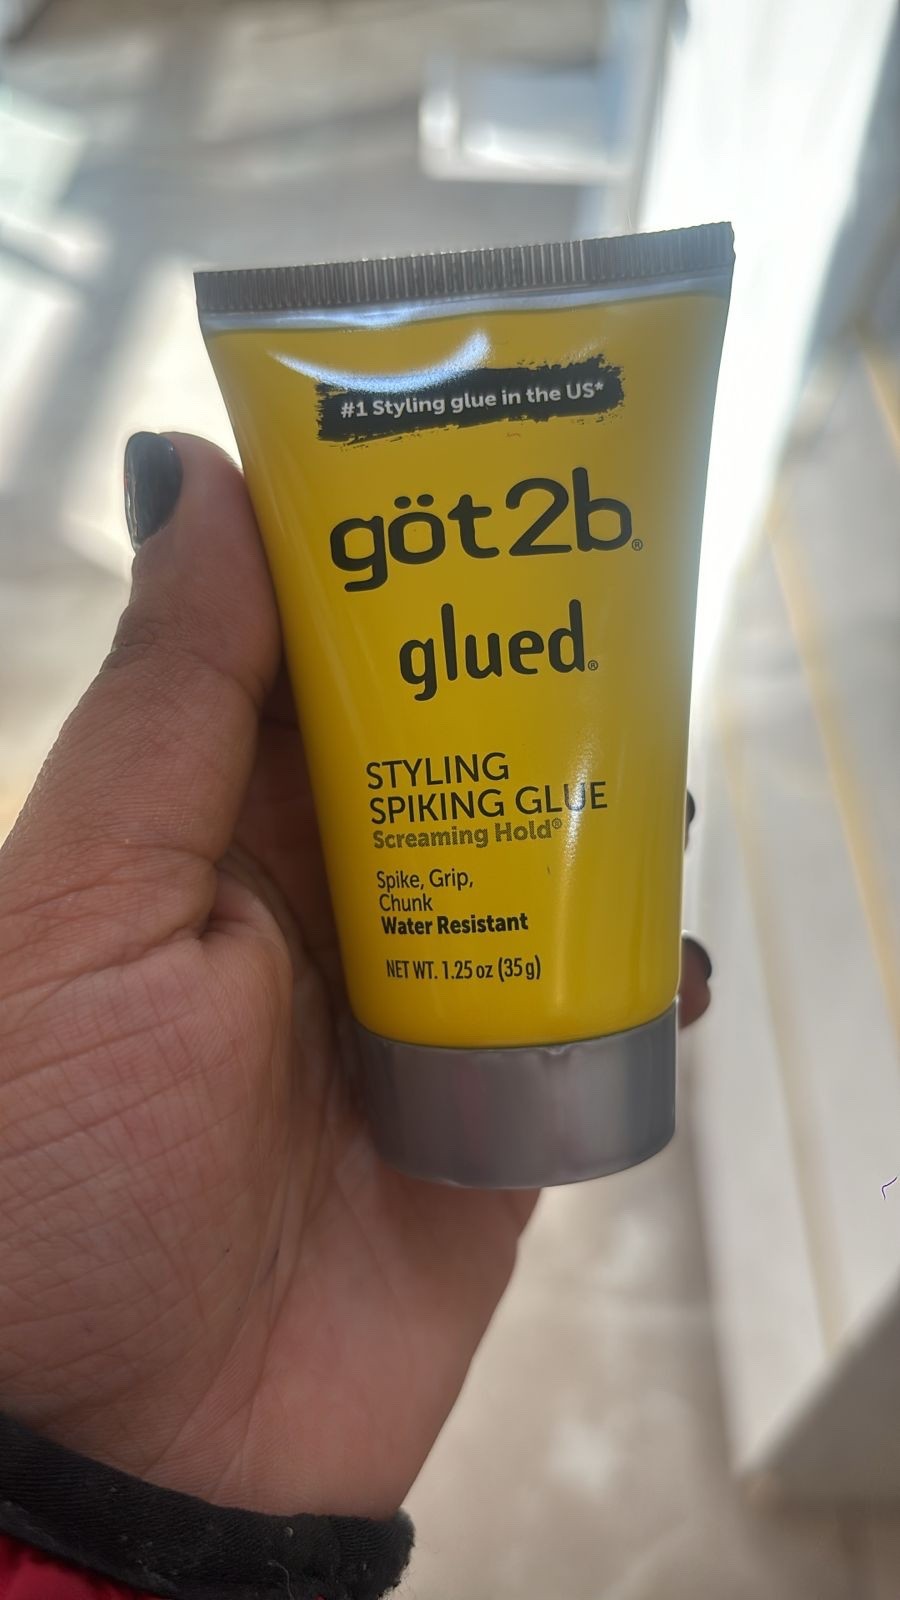 #1 Styling glue in the US*
göt2b®
glued®
STYLING
SPIKING GLUE
Screaming Hold®
Spike, Grip,
Chunk
Water Resistant
NET WT. 1.25 oz (35 g)